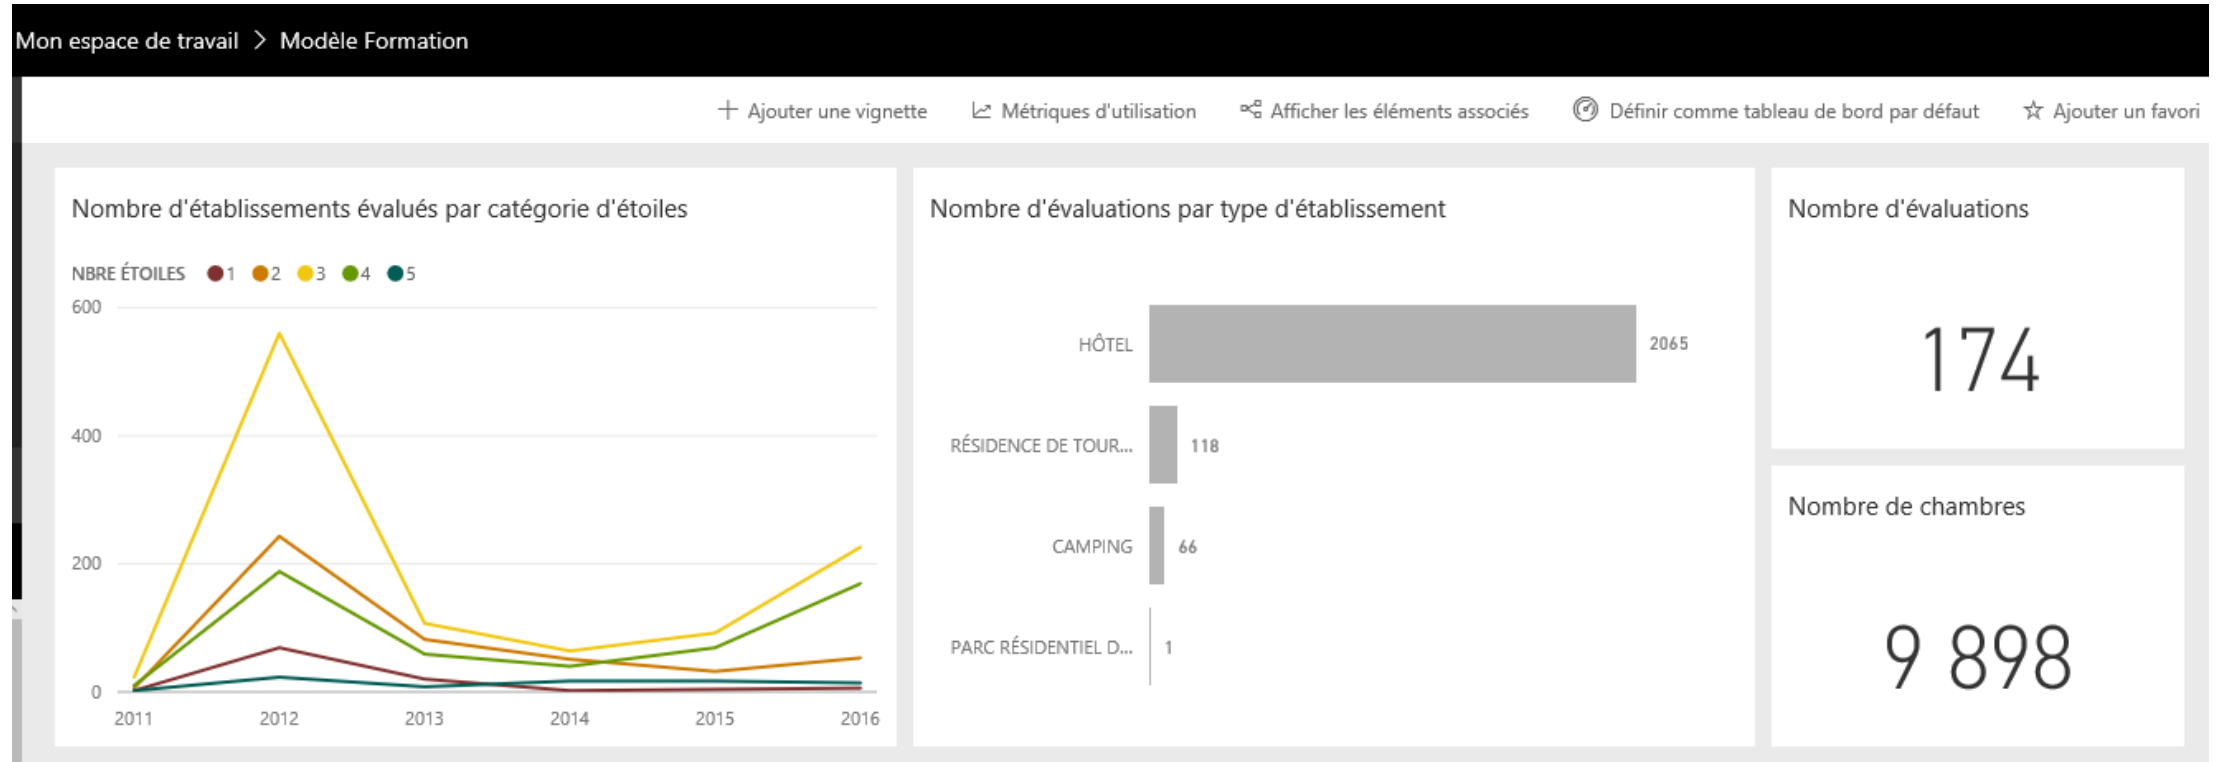 Mon espace de travail > Modèle Formation
Ajouter une vignette Métriques d'utilisation Afficher les éléments associés Définir comme tableau de bord par défaut Ajouter un favori
Nombre d'établissements évalués par catégorie d'étoiles
NBRE ÉTOILES 1 2 3 4 5
600
400
200
0
2011 2012 2013 2014 2015 2016
Nombre d'évaluations par type d'établissement
HÔTEL 2065
RÉSIDENCE DE TOUR... 118
CAMPING 66
PARC RÉSIDENTIEL D... 1
Nombre d'évaluations
174
Nombre de chambres
9 898